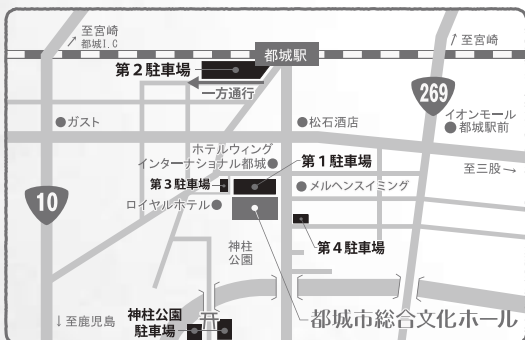 至宮崎
都城I.C
至宮崎
都城駅
第2駐車場
一方通行
269
イオンモール
都城駅前
ガスト
松石酒店
ホテルウィング
インターナショナル都城
第1駐車場
至三股→
第3駐車場
メルヘンスイミング
10
ロイヤルホテル
神柱
公園
第4駐車場
↓至鹿児島
神柱公園
駐車場
都城市総合文化ホール